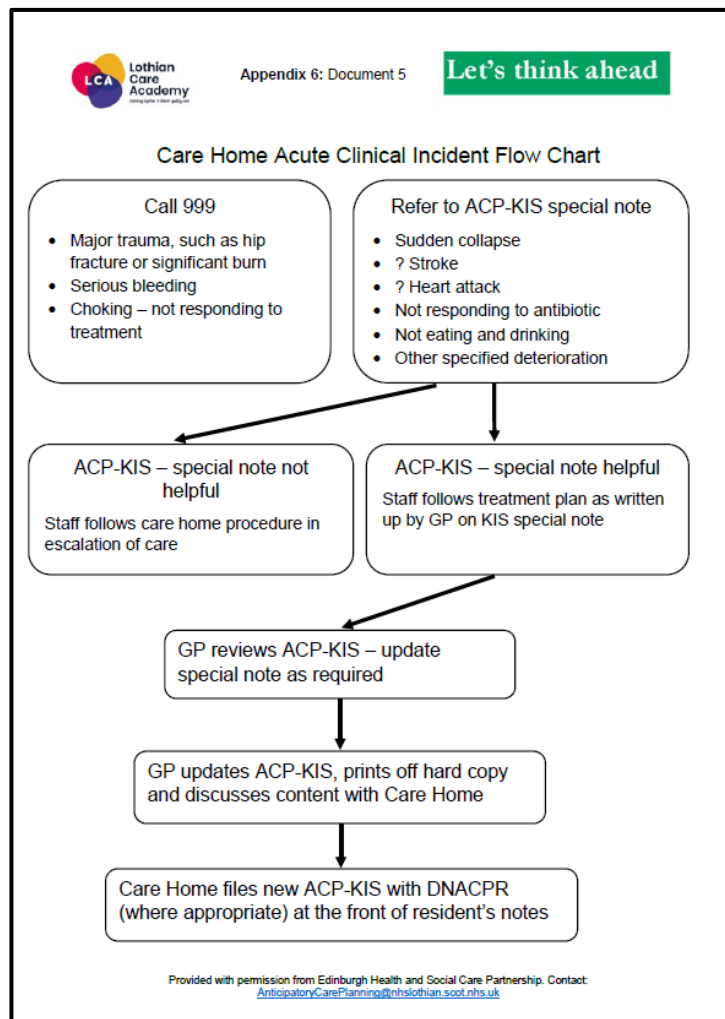 LCA
Lothian
Care
Academy
Appendix 6: Document 5
Let's think ahead
Care Home Acute Clinical Incident Flow Chart
Call 999
• Major trauma, such as hip
fracture or significant burn
• Serious bleeding
• Choking – not responding to
treatment
Refer to ACP-KIS special note
• Sudden collapse
• ? Stroke
• ? Heart attack
• Not responding to antibiotic
• Not eating and drinking
• Other specified deterioration
ACP-KIS – special note not
helpful
Staff follows care home procedure in
escalation of care
ACP-KIS – special note helpful
Staff follows treatment plan as written
up by GP on KIS special note
GP reviews ACP-KIS – update
special note as required
GP updates ACP-KIS, prints off hard copy
and discusses content with Care Home
Care Home files new ACP-KIS with DNACPR
(where appropriate) at the front of resident's notes
Provided with permission from Edinburgh Health and Social Care Partnership. Contact:
AnticipatoryCarePlanning@nhslothian.scot.nhs.uk